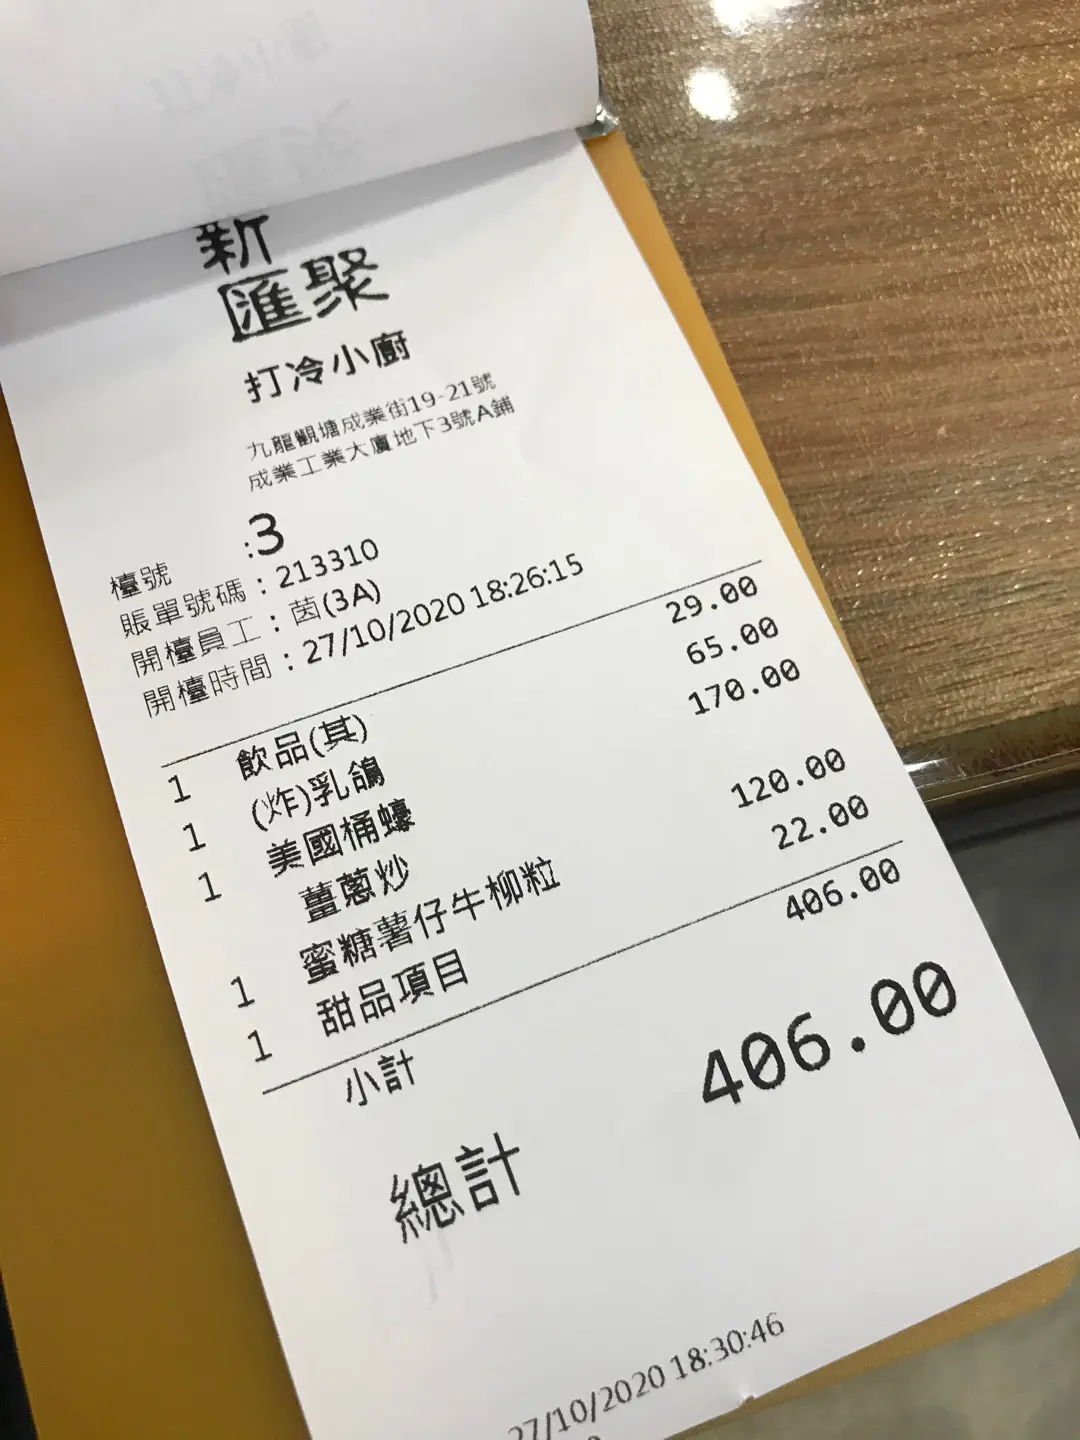 新
匯聚
打冷小廚
九龍觀塘成業街19-21號
成業工業大廈地下3號A鋪
檯號 :3
賬單號碼 : 213310
開檯員工 : 茵(3A)
開檯時間 : 27/10/2020 18:26:15
1 飲品(其) 29.00
1 (炸)乳鴿 65.00
1 美國桶蠔 170.00
薑蔥炒
1 蜜糖薯仔牛柳粒 120.00
1 甜品項目 22.00
小計 406.00
總計 406.00
27/10/2020 18:30:46